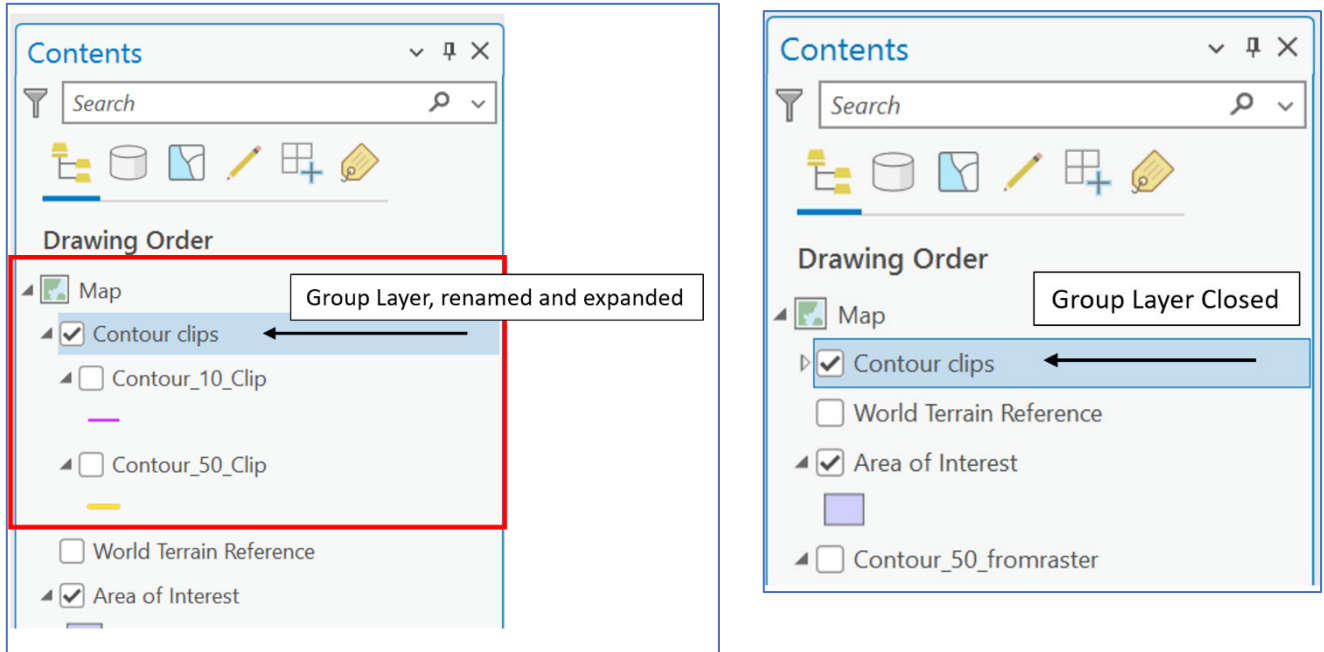 Contents
Search
Drawing Order
Map
Group Layer, renamed and expanded
Contour clips
Contour_10_Clip
Contour_50_Clip
World Terrain Reference
Area of Interest
Contents
Search
Drawing Order
Map
Group Layer Closed
Contour clips
World Terrain Reference
Area of Interest
Contour_50_fromraster